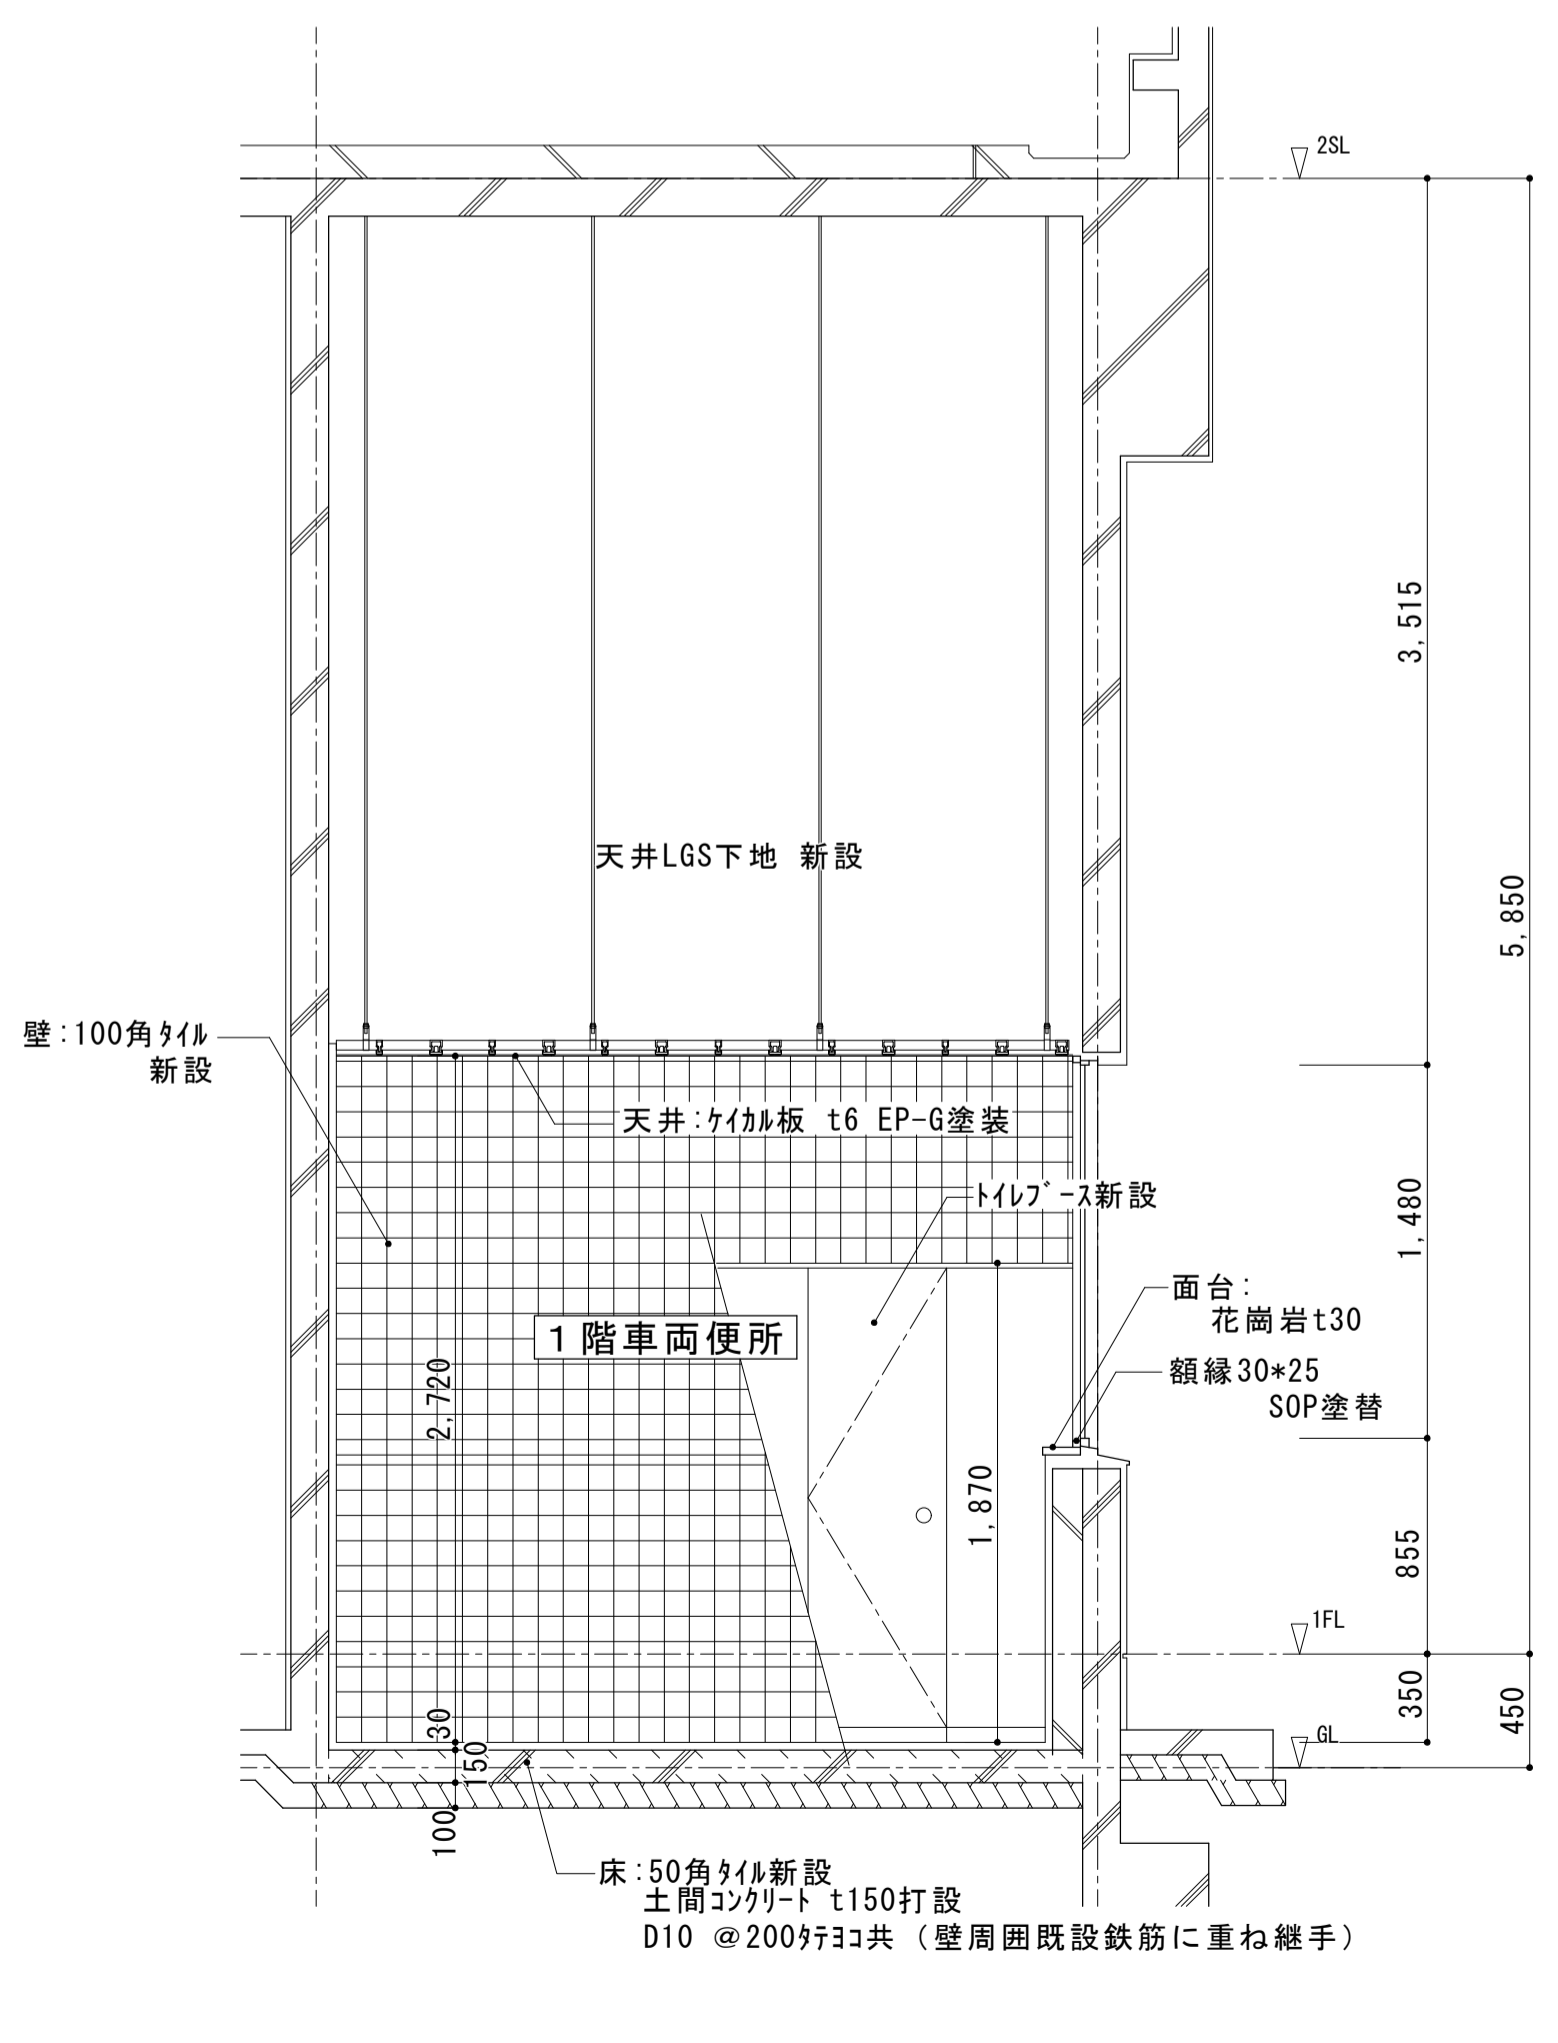 2SL
3,515
5,850
天井LGS下地 新設
壁:100角ﾀｲﾙ
新設
天井:ｹｲｶﾙ板 t6 EP-G塗装
ﾄｲﾚﾌﾞｰｽ新設
1,480
面台:
花崗岩t30
１階車両便所
額縁30*25
SOP塗替
2,720
1,870
855
1FL
350
450
30
GL
150
100
床:50角ﾀｲﾙ新設
土間ｺﾝｸﾘｰﾄ t150打設
D10 @200ﾀﾃﾖｺ共（壁周囲既設鉄筋に重ね継手）